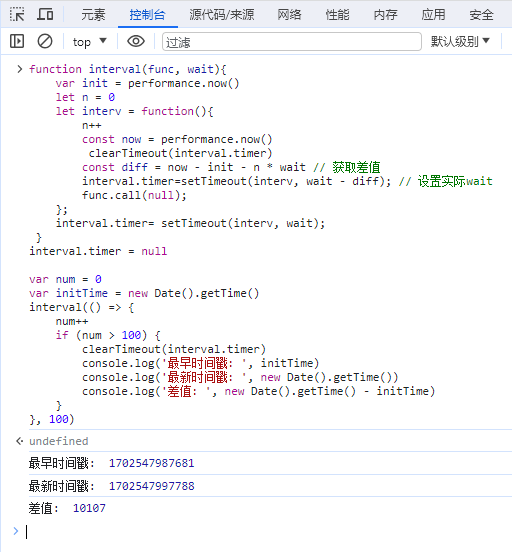 元素 控制台 源代码/来源 网络 性能 内存 应用 安全
top ▼ 过滤 默认级别 ▼
> function interval(func, wait){
var init = performance.now()
let n = 0
let interv = function(){
n++
const now = performance.now()
clearTimeout(interval.timer)
const diff = now - init - n * wait // 获取差值
interval.timer=setTimeout(interv, wait - diff); // 设置实际wait
func.call(null);
};
interval.timer= setTimeout(interv, wait);
}
interval.timer = null
var num = 0
var initTime = new Date().getTime()
interval(() => {
num++
if (num > 100) {
clearTimeout(interval.timer)
console.log('最早时间戳: ', initTime)
console.log('最新时间戳: ', new Date().getTime())
console.log('差值: ', new Date().getTime() - initTime)
}
}, 100)
undefined
最早时间戳: 1702547987681
最新时间戳: 1702547997788
差值: 10107
>